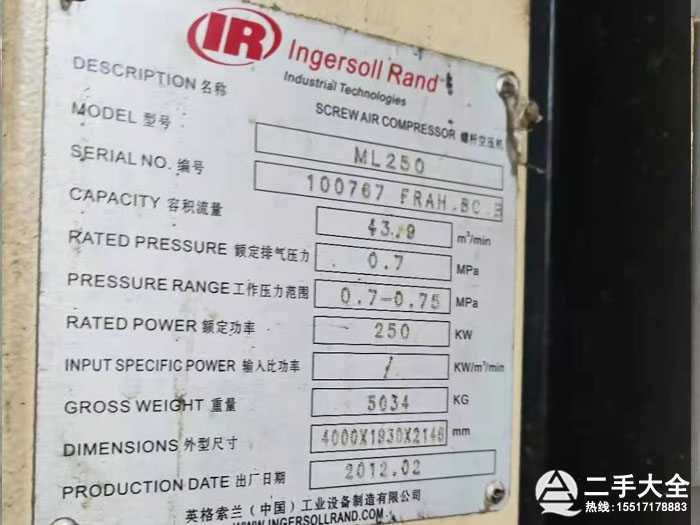 IR Ingersoll Rand
Industrial Technologies
DESCRIPTION 名称 SCREW AIR COMPRESSOR 螺杆空压机
MODEL 型号 ML250
SERIAL NO. 编号 100767 FRAH.BC.B
CAPACITY 容积流量 43.9 m³/min
RATED PRESSURE 额定排气压力 0.7 MPa
PRESSURE RANGE 工作压力范围 0.7-0.75 MPa
RATED POWER 额定功率 250 KW
INPUT SPECIFIC POWER 输入比功率 / KW/m³/min
GROSS WEIGHT 重量 5034 KG
DIMENSIONS 外型尺寸 4000X1930X2146 mm
PRODUCTION DATE 出厂日期 2012.02
英格索兰（中国）工业设备制造有限公司
WWW.INGERSOLLRAND.COM
二手大全
热线:15517178883